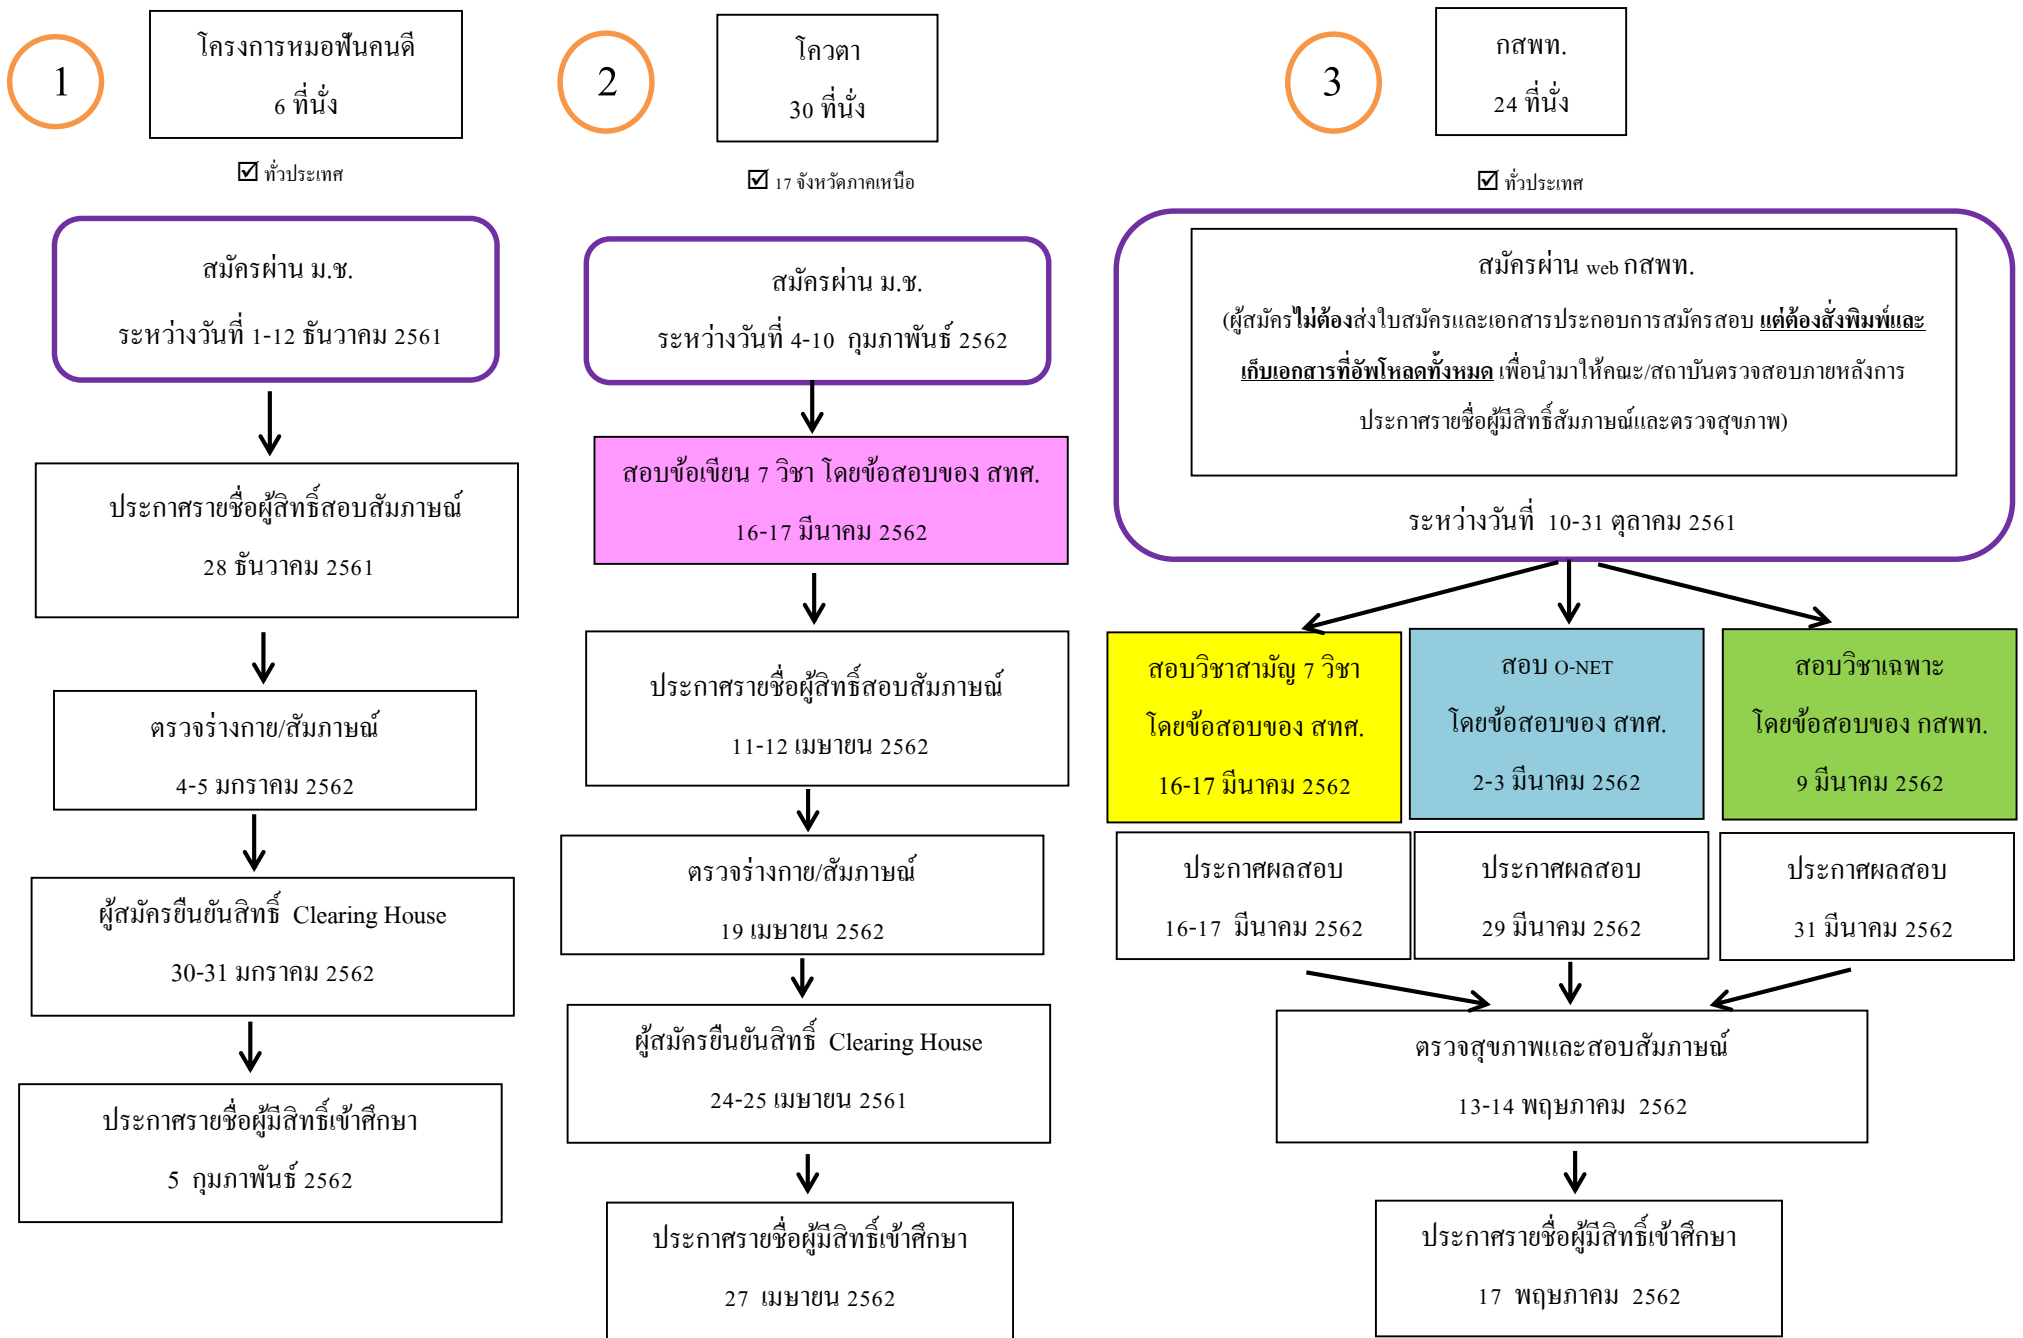 1
โครงการหมอฟันคนดี
6 ที่นั่ง
ทั่วประเทศ
สมัครผ่าน ม.ช.
ระหว่างวันที่ 1-12 ธันวาคม 2561
ประกาศรายชื่อผู้สิทธิ์สอบสัมภาษณ์
28 ธันวาคม 2561
ตรวจร่างกาย/สัมภาษณ์
4-5 มกราคม 2562
ผู้สมัครยืนยันสิทธิ์ Clearing House
30-31 มกราคม 2562
ประกาศรายชื่อผู้มีสิทธิ์เข้าศึกษา
5 กุมภาพันธ์ 2562
2
โควตา
30 ที่นั่ง
17 จังหวัดภาคเหนือ
สมัครผ่าน ม.ช.
ระหว่างวันที่ 4-10 กุมภาพันธ์ 2562
สอบข้อเขียน 7 วิชา โดยข้อสอบของ สทศ.
16-17 มีนาคม 2562
ประกาศรายชื่อผู้สิทธิ์สอบสัมภาษณ์
11-12 เมษายน 2562
ตรวจร่างกาย/สัมภาษณ์
19 เมษายน 2562
ผู้สมัครยืนยันสิทธิ์ Clearing House
24-25 เมษายน 2561
ประกาศรายชื่อผู้มีสิทธิ์เข้าศึกษา
27 เมษายน 2562
3
กสพท.
24 ที่นั่ง
ทั่วประเทศ
สมัครผ่าน web กสพท.
(ผู้สมัครไม่ต้องส่งใบสมัครและเอกสารประกอบการสมัครสอบ แต่ต้องสั่งพิมพ์และ
เก็บเอกสารที่อัพโหลดทั้งหมด เพื่อนำมาให้คณะ/สถาบันตรวจสอบภายหลังการ
ประกาศรายชื่อผู้มีสิทธิ์สัมภาษณ์และตรวจสุขภาพ)
ระหว่างวันที่ 10-31 ตุลาคม 2561
สอบวิชาสามัญ 7 วิชา
โดยข้อสอบของ สทศ.
16-17 มีนาคม 2562
สอบ O-NET
โดยข้อสอบของ สทศ.
2-3 มีนาคม 2562
สอบวิชาเฉพาะ
โดยข้อสอบของ กสพท.
9 มีนาคม 2562
ประกาศผลสอบ
16-17 มีนาคม 2562
ประกาศผลสอบ
29 มีนาคม 2562
ประกาศผลสอบ
31 มีนาคม 2562
ตรวจสุขภาพและสอบสัมภาษณ์
13-14 พฤษภาคม 2562
ประกาศรายชื่อผู้มีสิทธิ์เข้าศึกษา
17 พฤษภาคม 2562